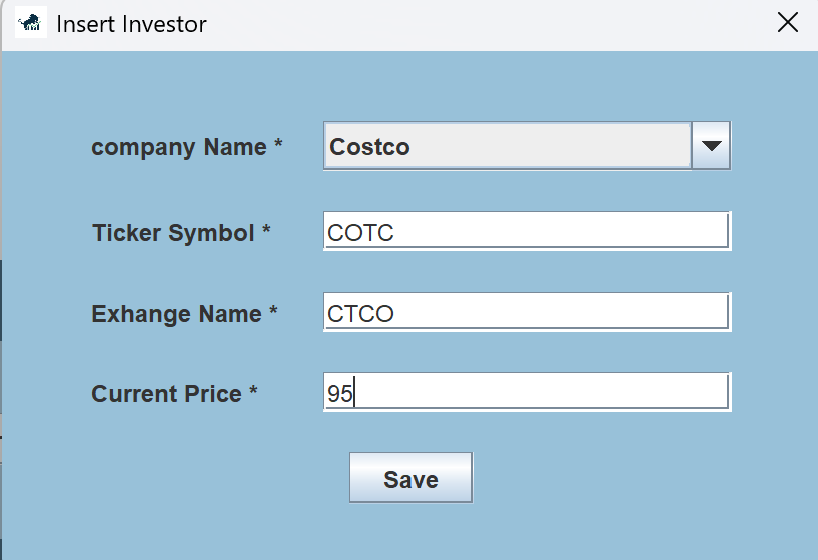 Insert Investor
company Name * Costco
Ticker Symbol * COTC
Exhange Name * CTCO
Current Price * 95
Save